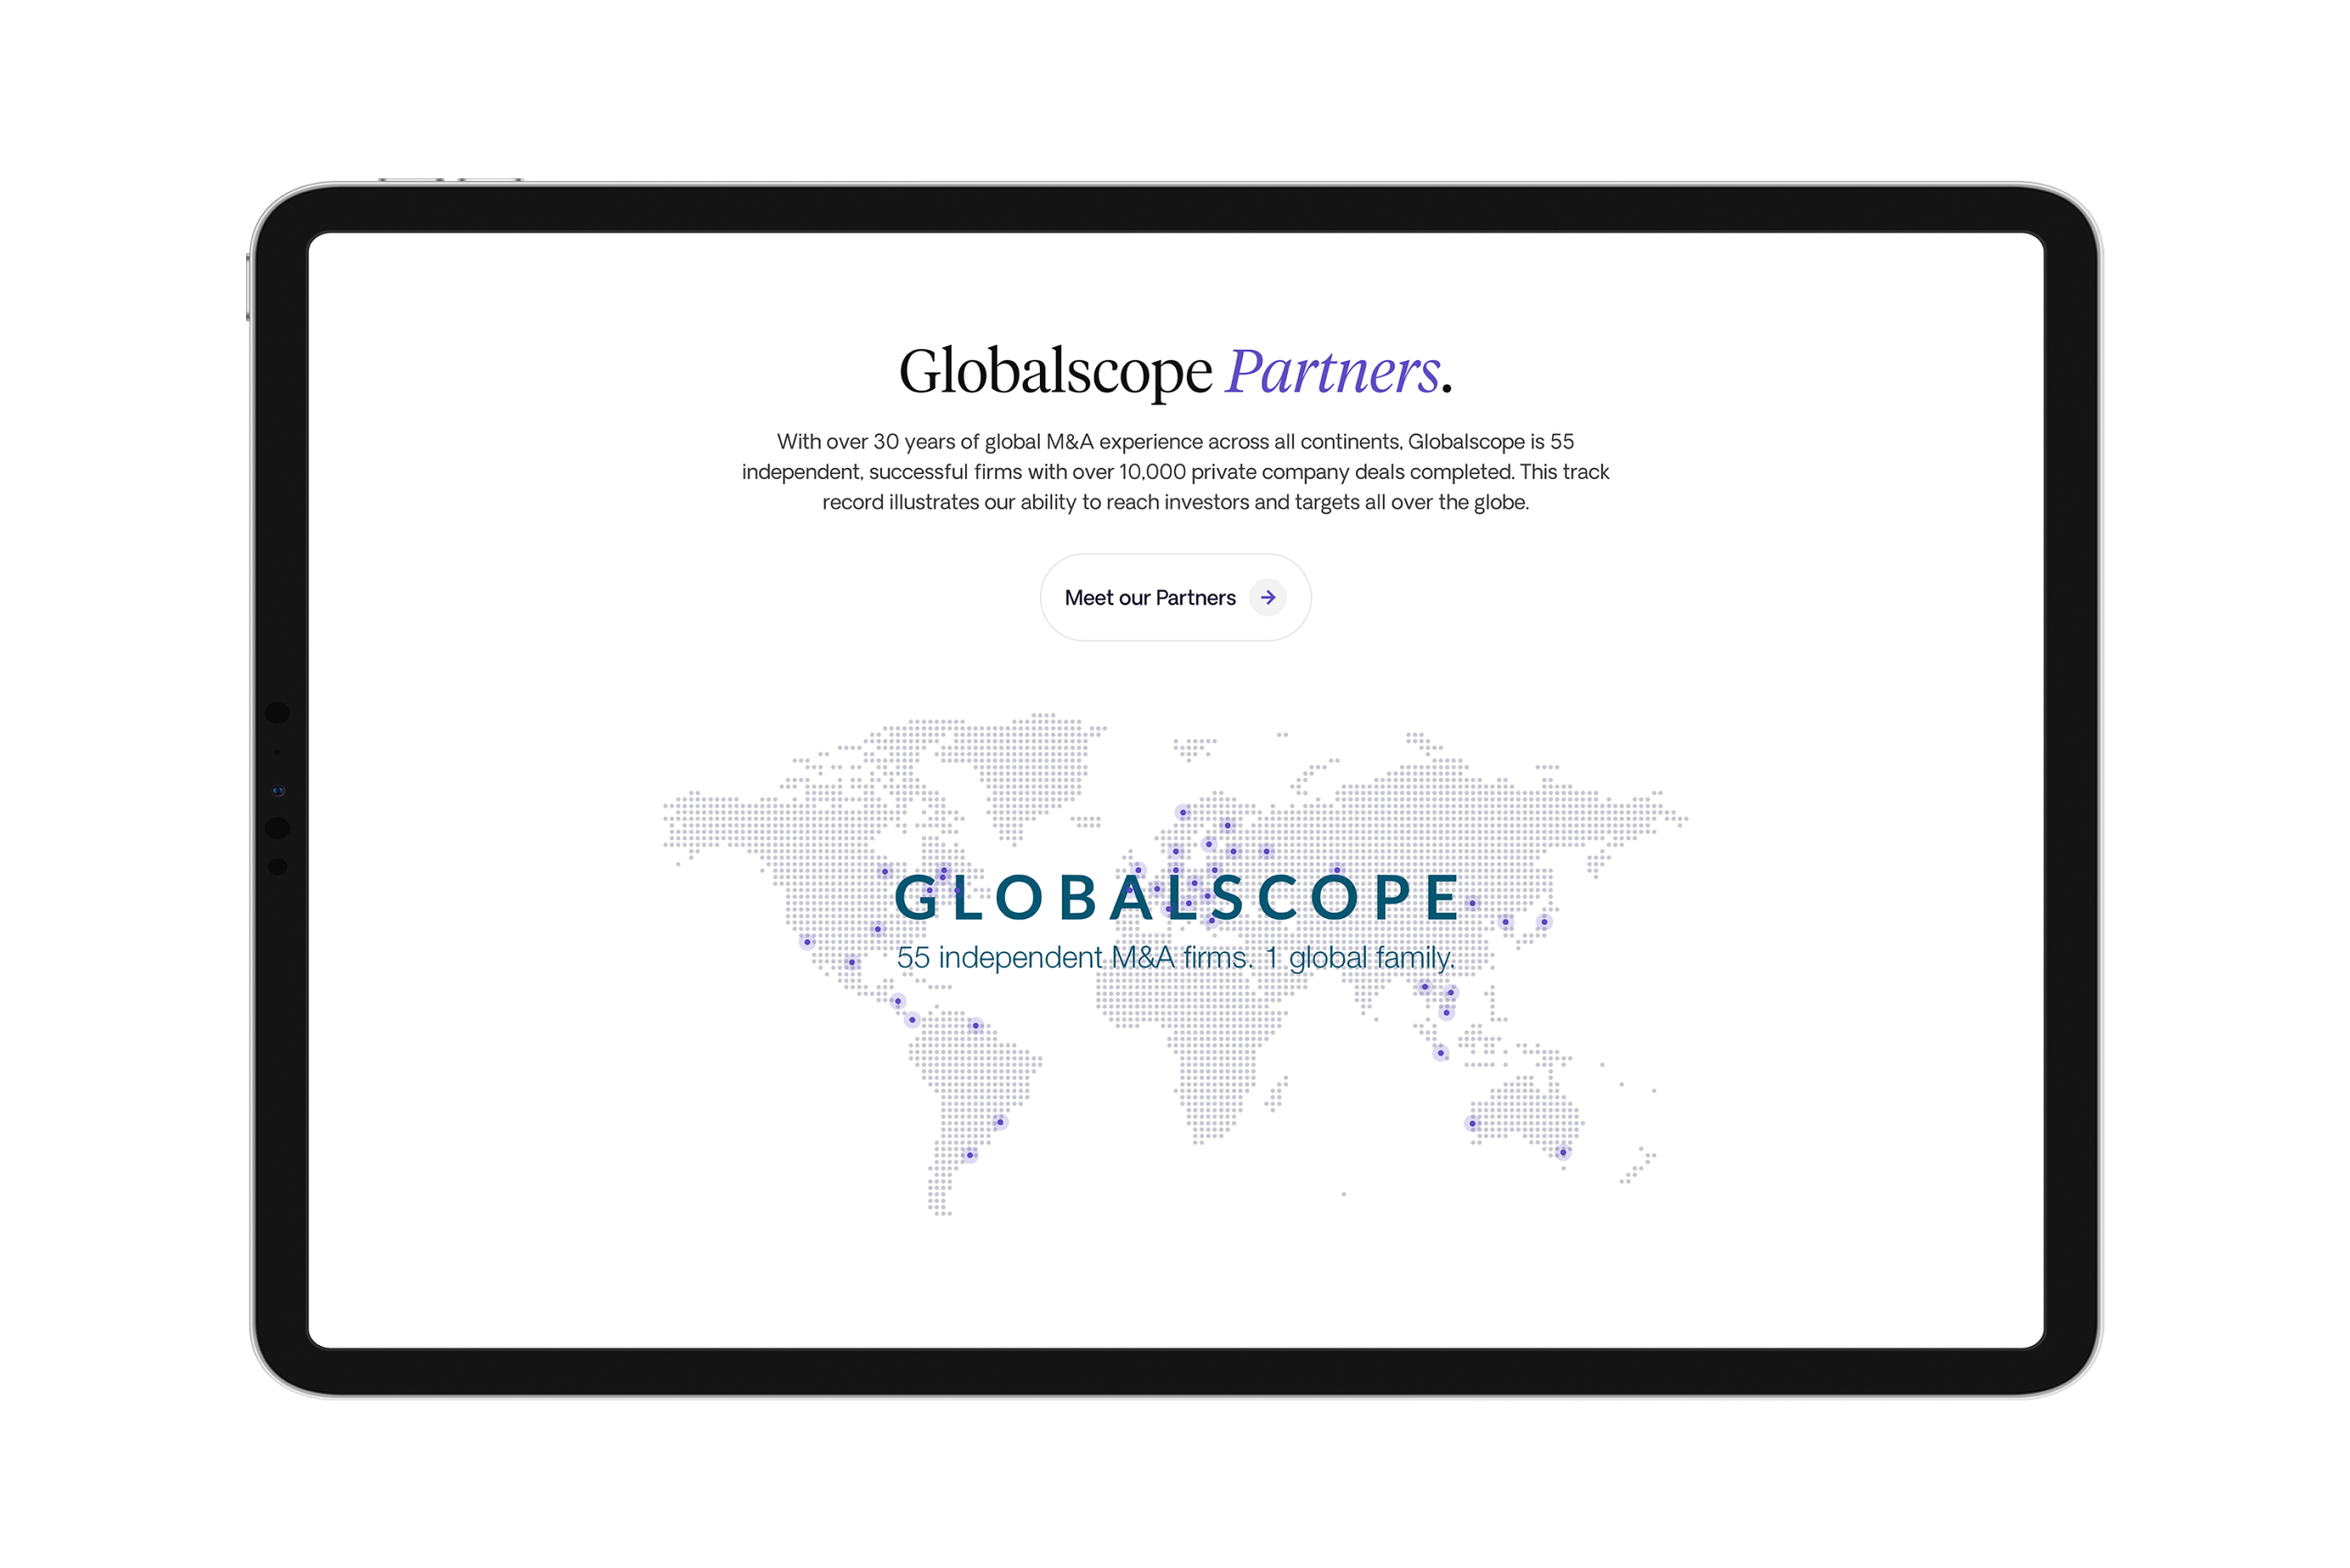 Globalscope Partners.
With over 30 years of global M&A experience across all continents, Globalscope is 55
independent, successful firms with over 10,000 private company deals completed. This track
record illustrates our ability to reach investors and targets all over the globe.
Meet our Partners
GLOBALSCOPE
55 independent M&A firms. 1 global family.